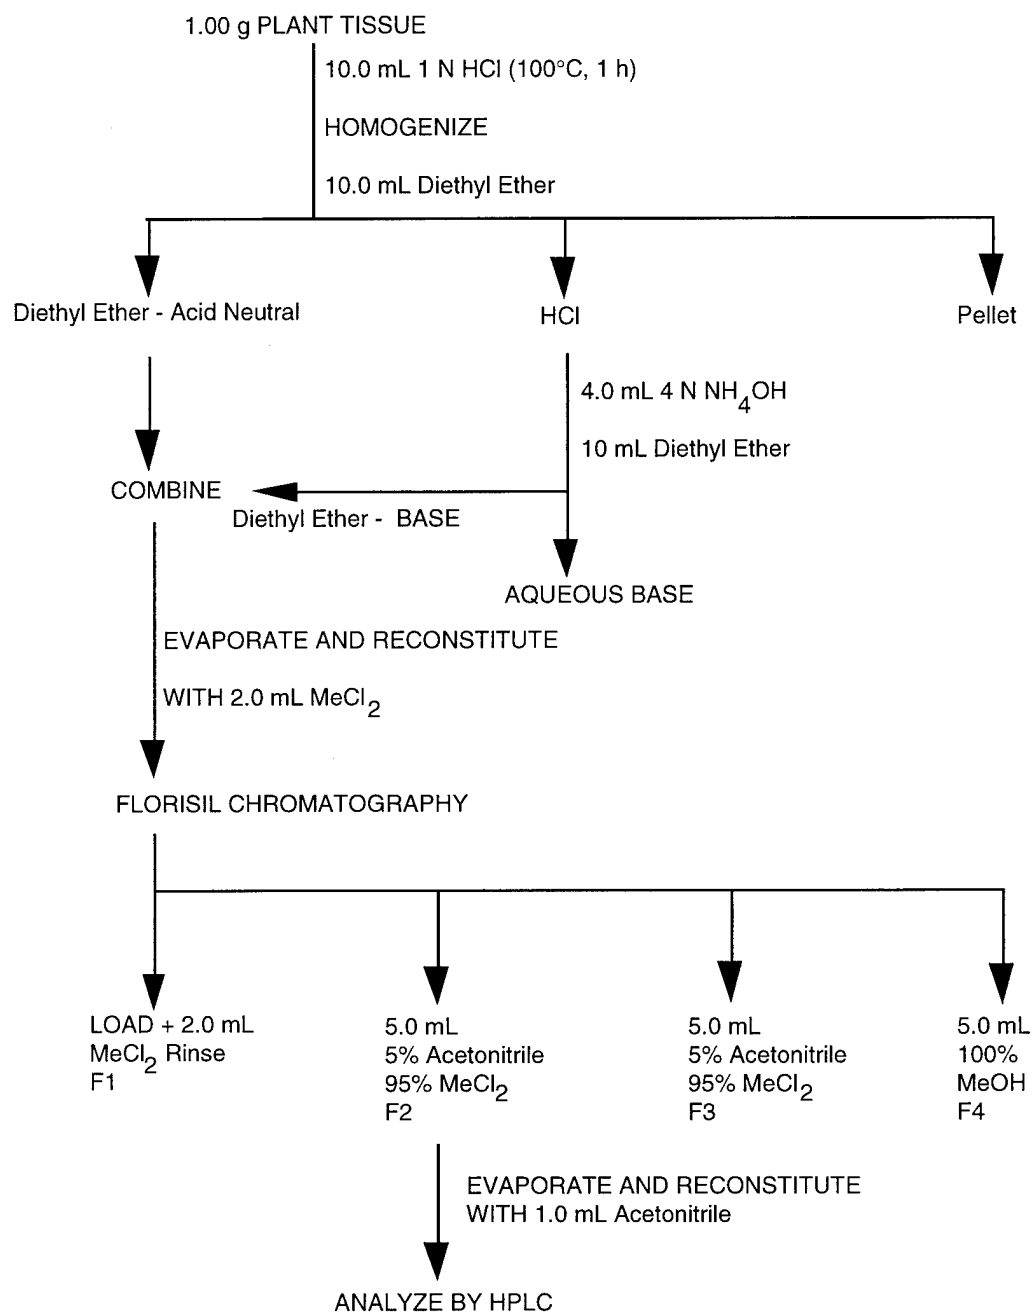 1.00 g PLANT TISSUE
10.0 mL 1 N HCl (100°C, 1 h)
HOMOGENIZE
10.0 mL Diethyl Ether
Diethyl Ether - Acid Neutral
HCl
Pellet
4.0 mL 4 N NH4OH
10 mL Diethyl Ether
COMBINE
Diethyl Ether - BASE
AQUEOUS BASE
EVAPORATE AND RECONSTITUTE
WITH 2.0 mL MeCl2
FLORISIL CHROMATOGRAPHY
LOAD + 2.0 mL
MeCl2 Rinse
F1
5.0 mL
5% Acetonitrile
95% MeCl2
F2
5.0 mL
5% Acetonitrile
95% MeCl2
F3
5.0 mL
100%
MeOH
F4
EVAPORATE AND RECONSTITUTE
WITH 1.0 mL Acetonitrile
ANALYZE BY HPLC